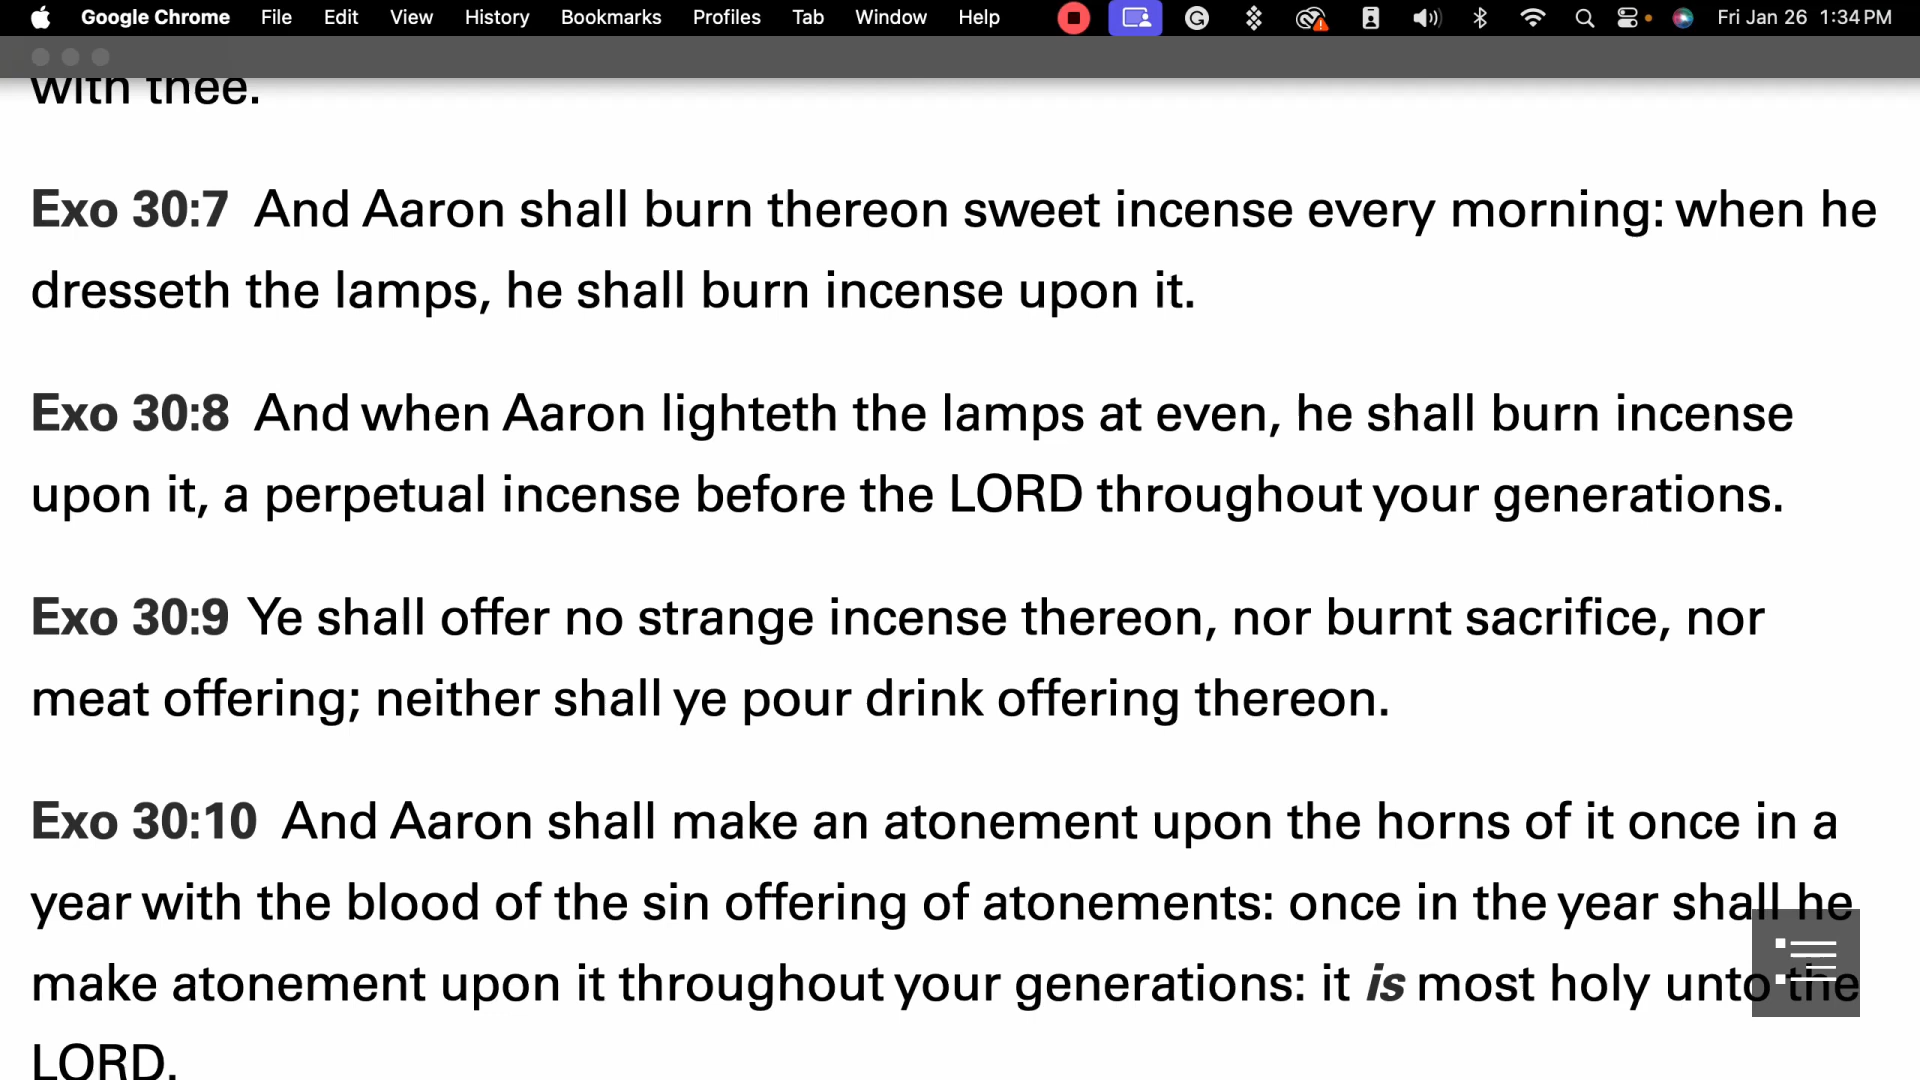 Google Chrome File Edit View History Bookmarks Profiles Tab Window Help Fri Jan 26 1:34 PM
with thee.
Exo 30:7 And Aaron shall burn thereon sweet incense every morning: when he
dresseth the lamps, he shall burn incense upon it.
Exo 30:8 And when Aaron lighteth the lamps at even, he shall burn incense
upon it, a perpetual incense before the LORD throughout your generations.
Exo 30:9 Ye shall offer no strange incense thereon, nor burnt sacrifice, nor
meat offering; neither shall ye pour drink offering thereon.
Exo 30:10 And Aaron shall make an atonement upon the horns of it once in a
year with the blood of the sin offering of atonements: once in the year shall he
make atonement upon it throughout your generations: it is most holy unto the
LORD.